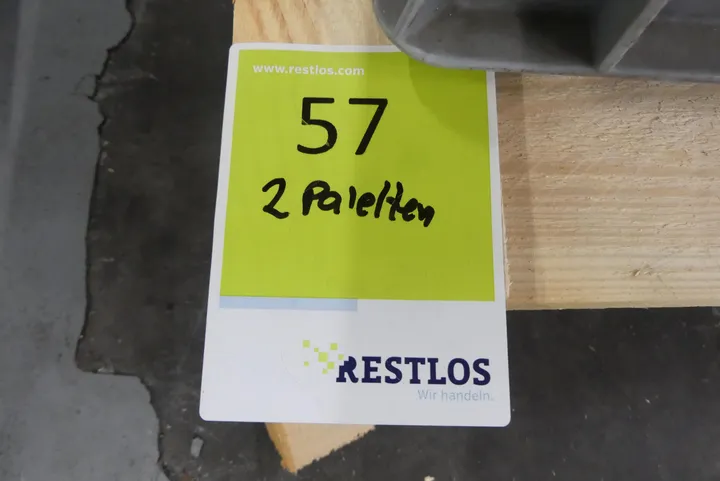 www.restlos.com
57
2 Paletten
RESTLOS
Wir handeln.